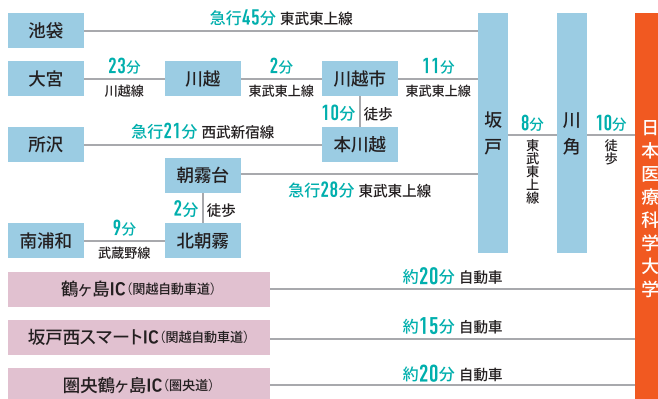 池袋
急行45分 東武東上線
大宮
23分
川越線
川越
2分
東武東上線
川越市
11分
東武東上線
10分 徒歩
所沢
急行21分 西武新宿線
本川越
朝霧台
急行28分 東武東上線
2分 徒歩
南浦和
9分
武蔵野線
北朝霧
坂戸
8分
東武東上線
川角
10分
徒歩
日本医療科学大学
鶴ヶ島IC(関越自動車道)
約20分 自動車
坂戸西スマートIC(関越自動車道)
約15分 自動車
圏央鶴ヶ島IC(圏央道)
約20分 自動車